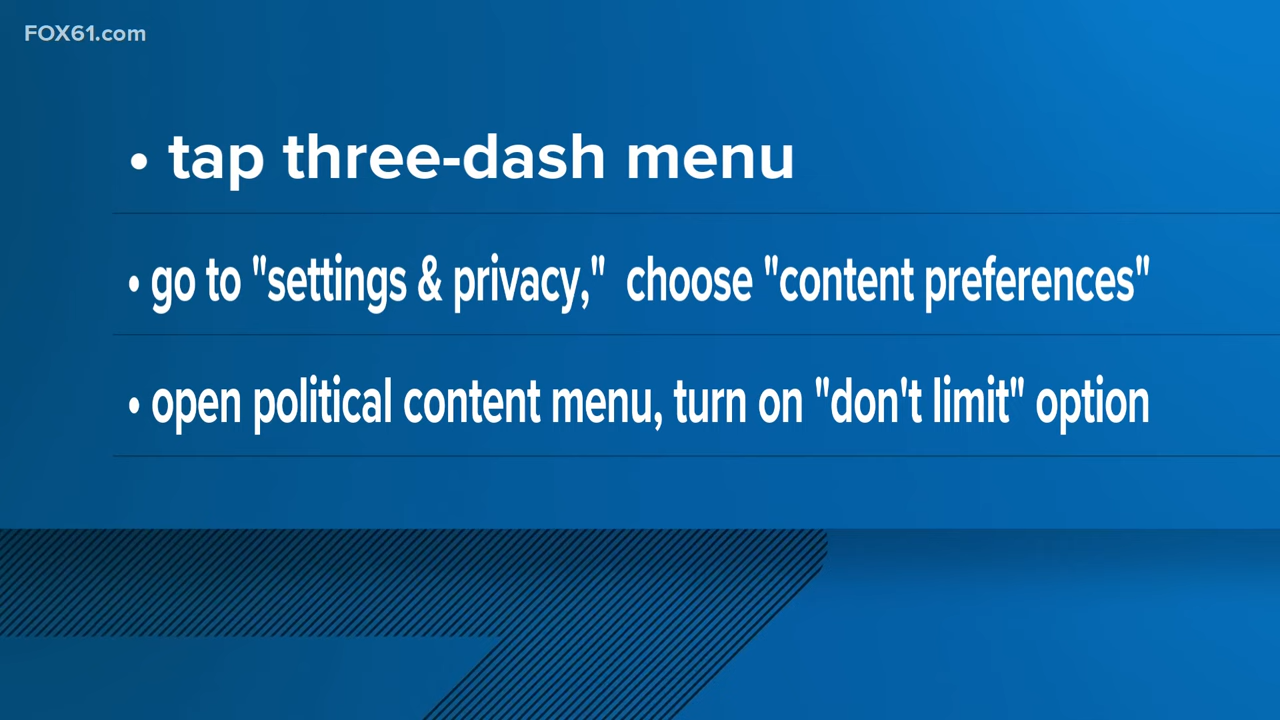 FOX61.com
• tap three-dash menu
• go to "settings & privacy,"  choose "content preferences"
• open political content menu, turn on "don't limit" option